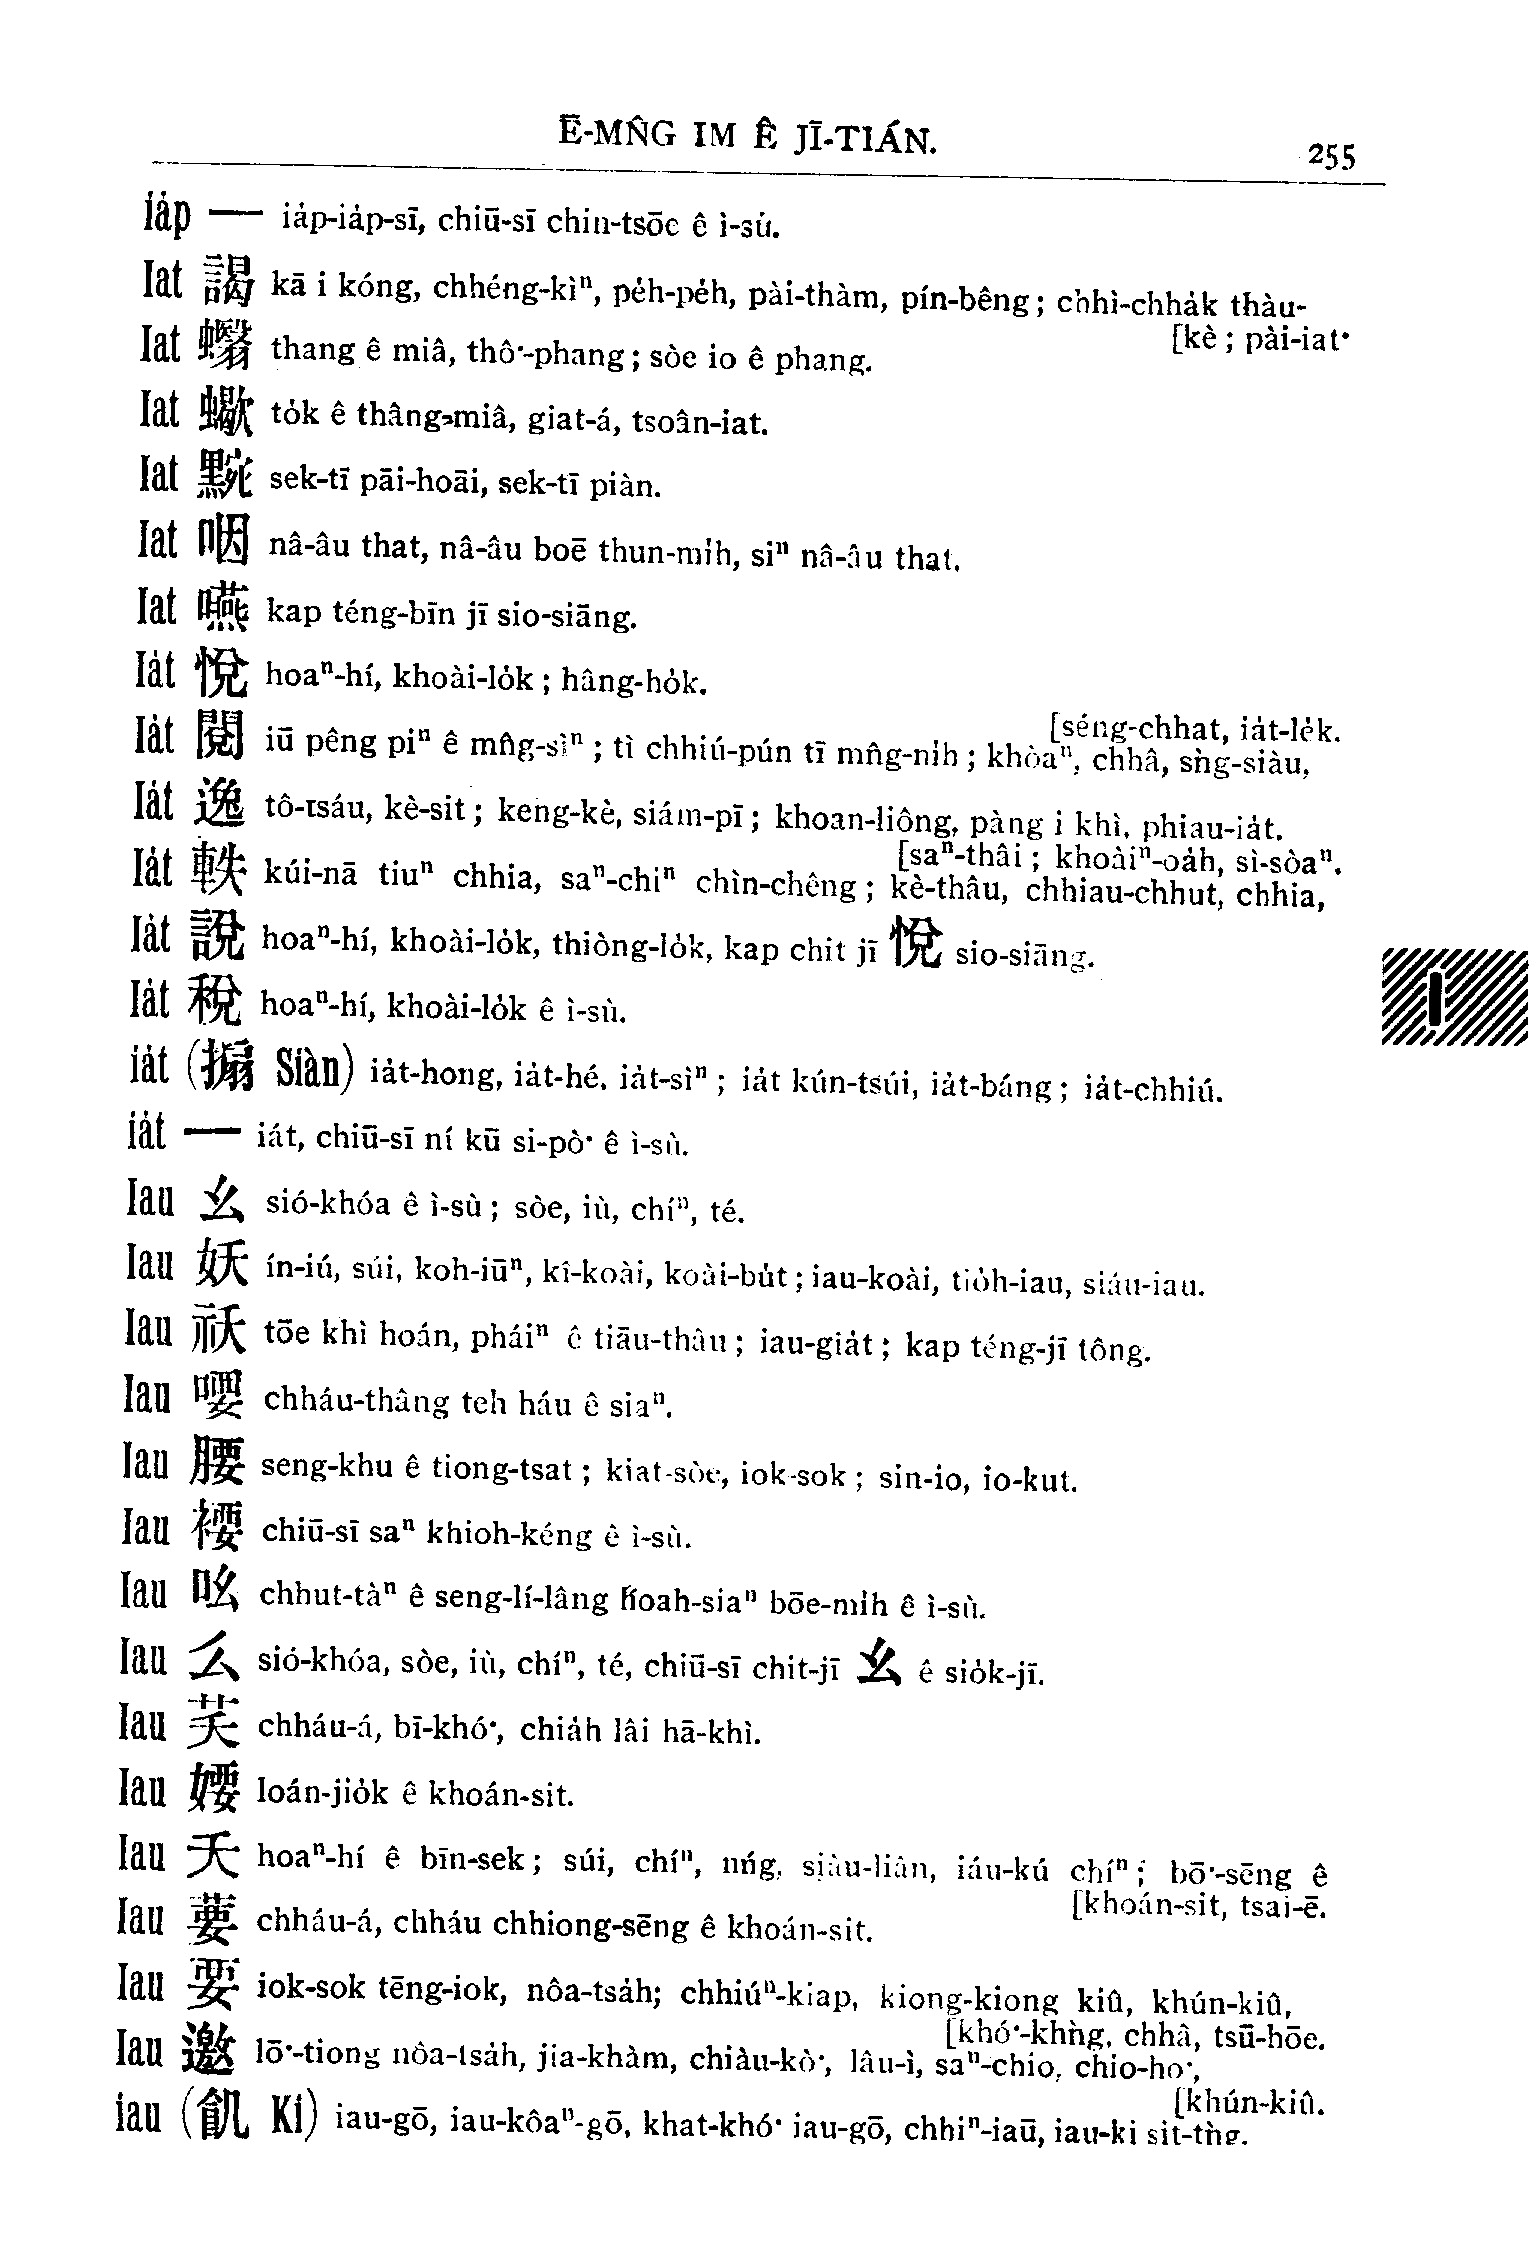 Ē-MN̂G IM Ê JĪ-TIÁN.
255
ia̍p — ia̍p-ia̍p-sī, chiū-sī chin-tsōe ê ì-sù.
Iat 謁 kā i kóng, chhéng-kìⁿ, pe̍h-pe̍h, pài-thàm, pín-bêng; chhì-chha̍k thàu-
[kè; pài-iat·
Iat 蠮 thang ê miâ, thô͘-phang; sòe io ê phang.
Iat 蠍 to̍k ê thâng-miâ, giat-á, tsoân-iat.
Iat 黦 sek-tī pāi-hoāi, sek-tī piàn.
Iat 咽 nâ-âu that, nâ-âu boē thun-mi̍h, siⁿ nâ-âu that.
Iat 嚥 kap téng-bīn jī sio-siāng.
Ia̍t 悅 hoaⁿ-hí, khoài-lo̍k; hâng-ho̍k.
[séng-chhat, ia̍t-le̍k.
Ia̍t 閱 iū pêng piⁿ ê mn̂g-sìⁿ; tì chhiú-pún tī mn̂g-ni̍h; khòaⁿ, chhâ, sǹg-siàu,
Ia̍t 逸 tô-tsáu, kè-sit; keng-kè, siám-pī; khoan-liông, pàng i khì, phiau-ia̍t.
[saⁿ-thâi; khoàiⁿ-oa̍h, sì-sòaⁿ.
Ia̍t 軼 kúi-nā tiuⁿ chhia, saⁿ-chiⁿ chìn-chêng; kè-thâu, chhiau-chhut, chhia,
Ia̍t 說 hoaⁿ-hí, khoài-lo̍k, thiòng-lo̍k, kap chit jī 悅 sio-siāng.
Ia̍t 稅 hoaⁿ-hí, khoài-lo̍k ê ì-sù.
ia̍t (搧 Siàn) ia̍t-hong, ia̍t-hé, ia̍t-sìⁿ; ia̍t kún-tsúi, ia̍t-báng; ia̍t-chhiú.
ia̍t — iát, chiū-sī ní kū si-pò͘ ê ì-sù.
Iau 幺 sió-khóa ê ì-sù; sòe, iù, chíⁿ, té.
Iau 妖 ín-iú, súi, koh-iūⁿ, kî-koài, koài-bu̍t; iau-koài, tio̍h-iau, siáu-iau.
Iau 祅 tōe khì hoán, pháiⁿ ê tiāu-thâu; iau-gia̍t; kap téng-jī tông.
Iau 喓 chháu-thâng teh háu ê siaⁿ.
Iau 腰 seng-khu ê tiong-tsat; kiat-sòe, iok-sok; sin-io, io-kut.
Iau 褄 chiū-sī saⁿ khioh-kéng ê ì-sù.
Iau 吆 chhut-tàⁿ ê seng-lí-lâng hoah-siaⁿ bōe-mi̍h ê ì-sù.
Iau 么 sió-khóa, sòe, iù, chíⁿ, té, chiū-sī chit-jī 幺 ê sio̍k-jī.
Iau 芺 chháu-á, bī-khó͘, chia̍h lâi hā-khì.
Iau 婹 loán-jio̍k ê khoán-sit.
Iau 夭 hoaⁿ-hí ê bīn-sek; súi, chíⁿ, nńg, siàu-liân, iáu-kú chíⁿ; bō͘-sēng ê
[khoán-sit, tsai-ē.
Iau 葽 chháu-á, chháu chhiong-sēng ê khoán-sit.
Iau 要 iok-sok tēng-iok, nôa-tsa̍h; chhiúⁿ-kiap, kiong-kiong kiû, khún-kiû,
[khó͘-khǹg, chhâ, tsū-hōe.
Iau 邀 lō͘-tiong nôa-tsa̍h, jia-khàm, chiàu-kò͘, lâu-ì, saⁿ-chio, chio-ho͘,
[khún-kiû.
iau (飢 Ki) iau-gō, iau-kôaⁿ-gō, khat-khó͘ iau-gō, chhiⁿ-iaū, iau-ki sit-tǹg.
I